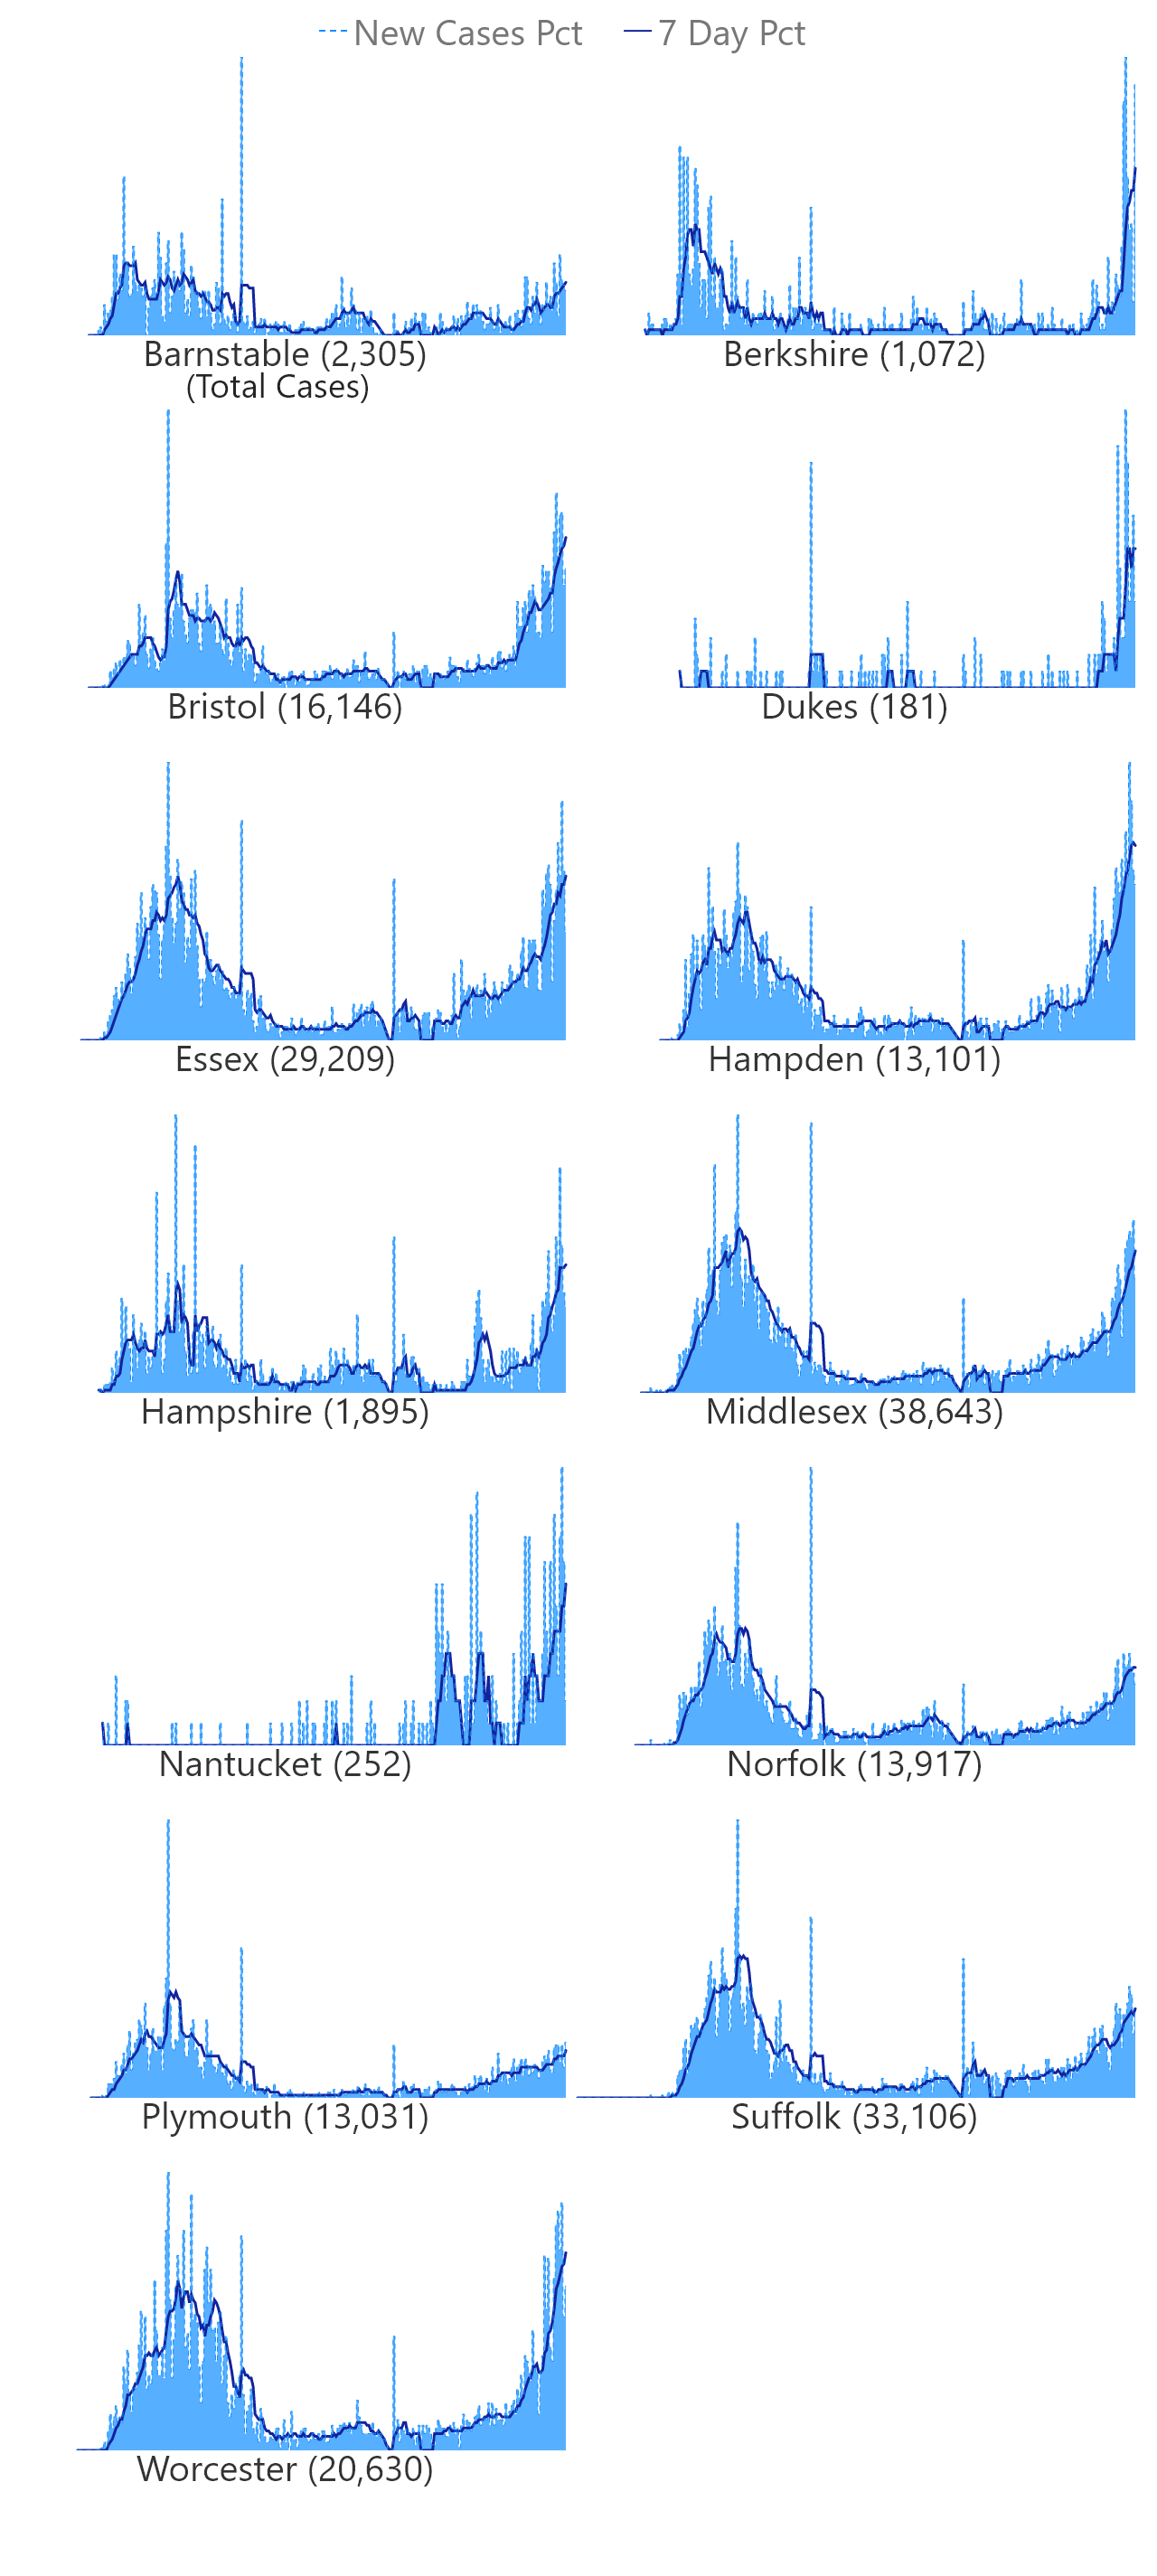 New Cases Pct 7 Day Pct
Barnstable (2,305) Berkshire (1,072)
(Total Cases)
Bristol (16,146) Dukes (181)
Essex (29,209) Hampden (13,101)
Hampshire (1,895) Middlesex (38,643)
Nantucket (252) Norfolk (13,917)
Plymouth (13,031) Suffolk (33,106)
Worcester (20,630)